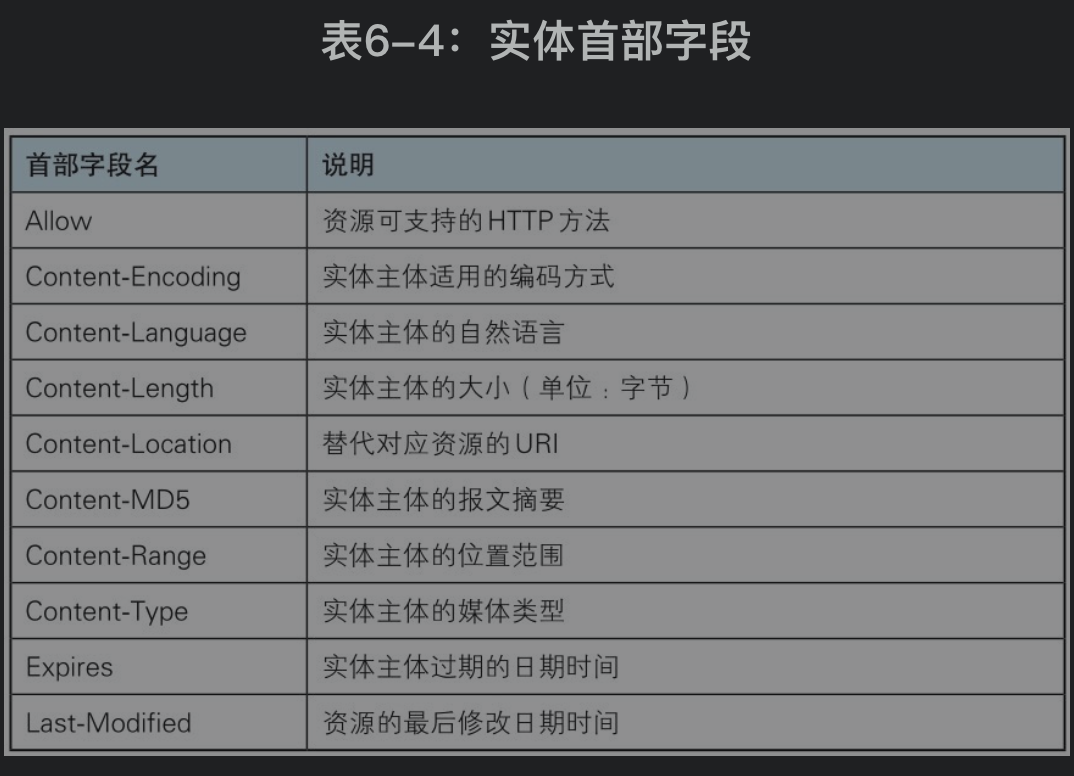 表6-4：实体首部字段
首部字段名 说明
Allow 资源可支持的HTTP方法
Content-Encoding 实体主体适用的编码方式
Content-Language 实体主体的自然语言
Content-Length 实体主体的大小（单位：字节）
Content-Location 替代对应资源的URI
Content-MD5 实体主体的报文摘要
Content-Range 实体主体的位置范围
Content-Type 实体主体的媒体类型
Expires 实体主体过期的日期时间
Last-Modified 资源的最后修改日期时间